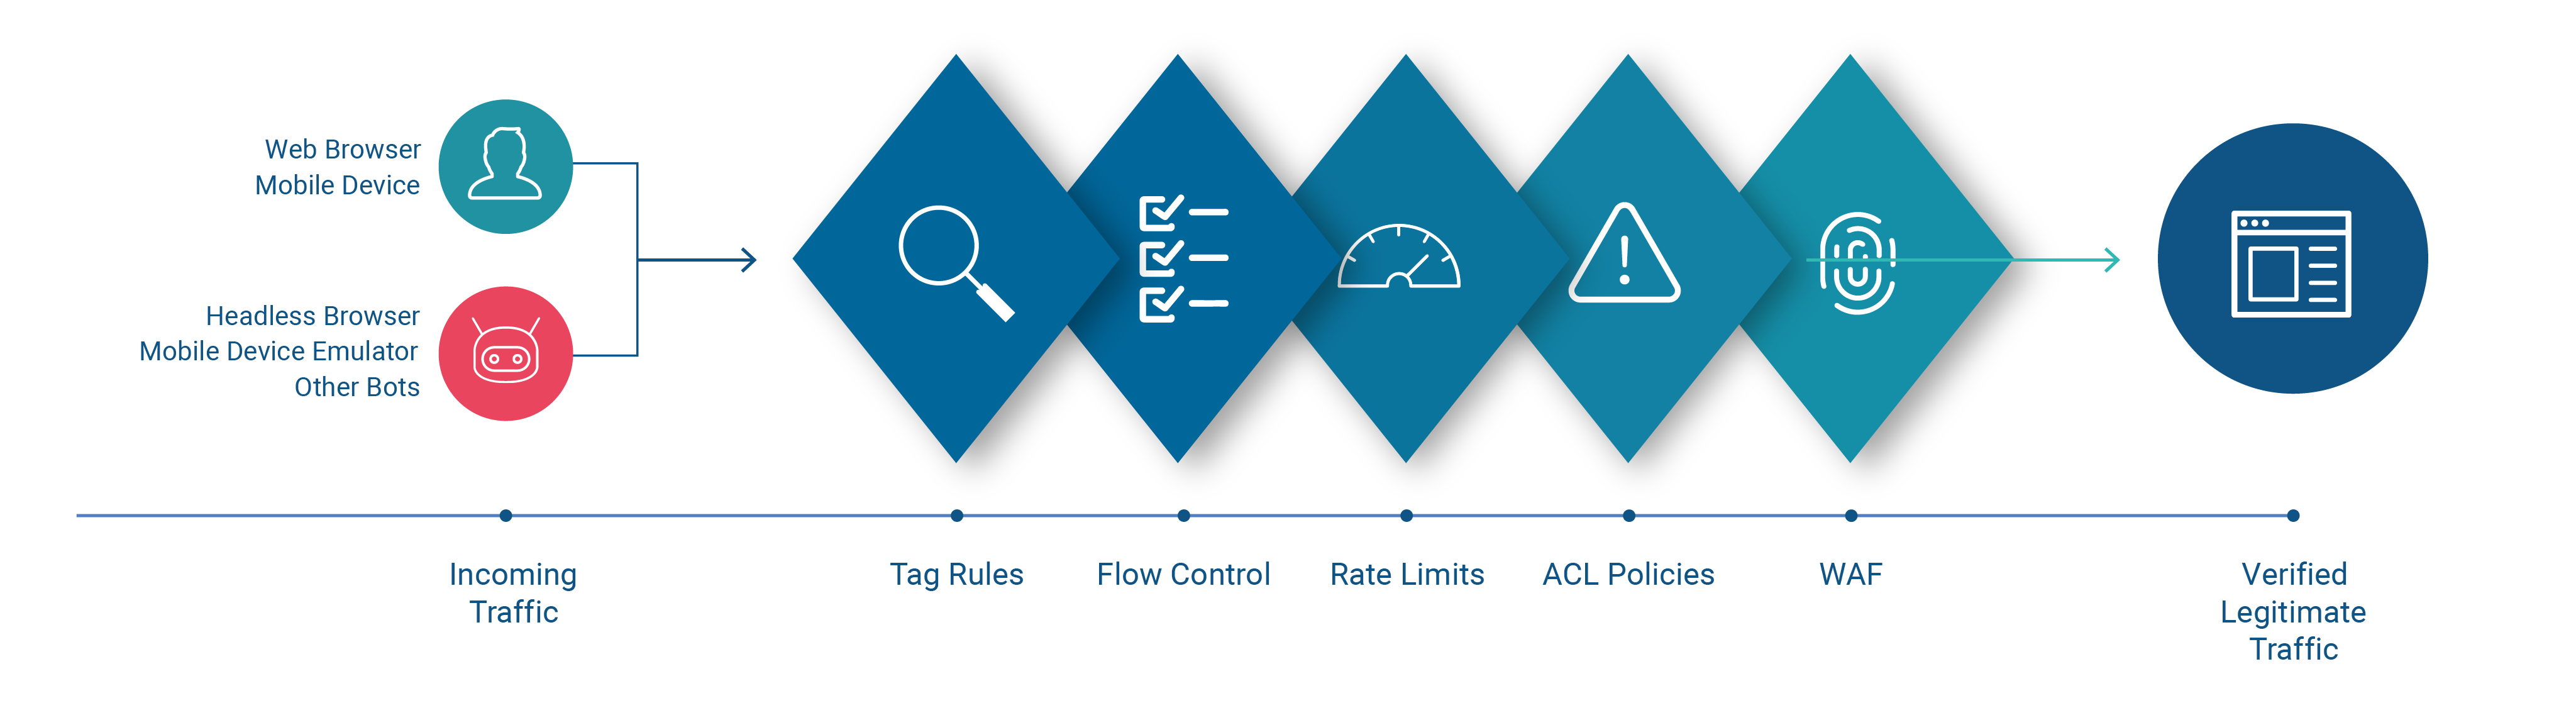 Web Browser
Mobile Device
Headless Browser
Mobile Device Emulator
Other Bots
Incoming
Traffic
Tag Rules
Flow Control
Rate Limits
ACL Policies
WAF
Verified
Legitimate
Traffic